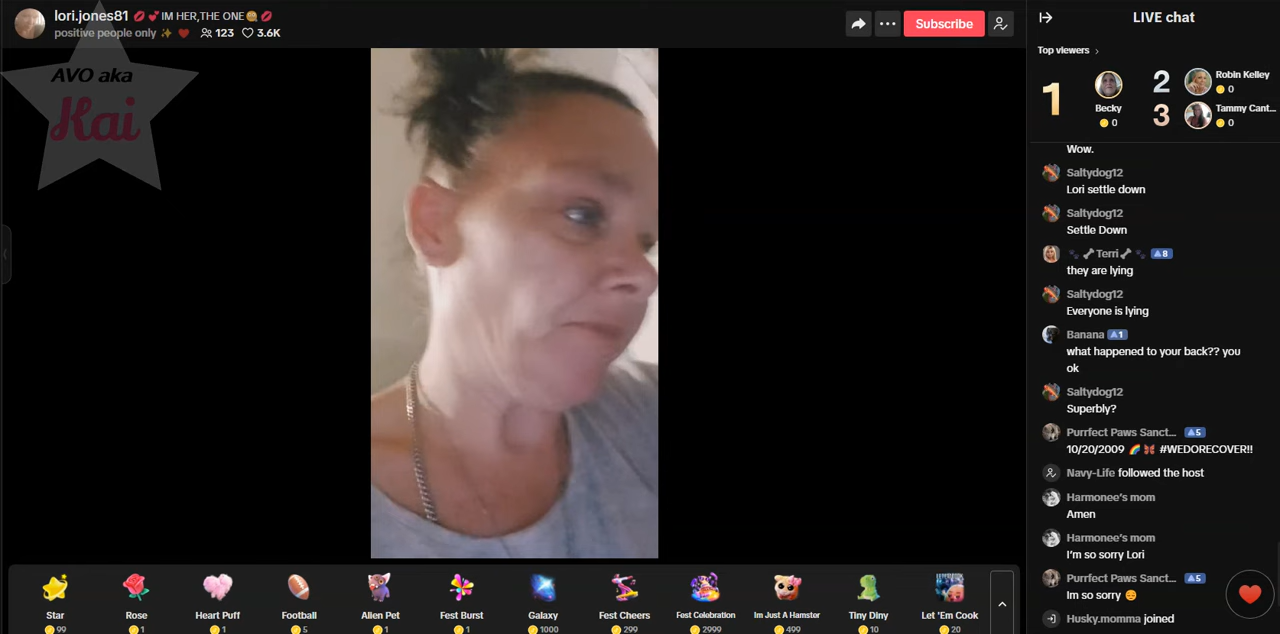 lori.jones81 💋💕IM HER,THE ONE😄💋
positive people only ✨ ❤️ 123 3.6K
Subscribe
AVO aka
Kai
LIVE chat
Top viewers >
1
Becky
0
2
Robin Kelley
0
3
Tammy Cant...
0
Wow.
Saltydog12
Lori settle down
Saltydog12
Settle Down
🐾🦴Terri🦴🐾 8
they are lying
Saltydog12
Everyone is lying
Banana 1
what happened to your back?? you
ok
Saltydog12
Superbly?
Purrfect Paws Sanct... 5
10/20/2009 🌈🦋 #WEDORECOVER!!
Navy-Life followed the host
Harmonee's mom
Amen
Harmonee's mom
I'm so sorry Lori
Purrfect Paws Sanct... 5
Im so sorry ☺️
Husky.momma joined
Star
99
Rose
1
Heart Puff
1
Football
5
Alien Pet
1
Fest Burst
1
Galaxy
1000
Fest Cheers
299
Fest Celebration
2999
Im Just A Hamstor
499
Tiny Diny
10
Let 'Em Cook
20